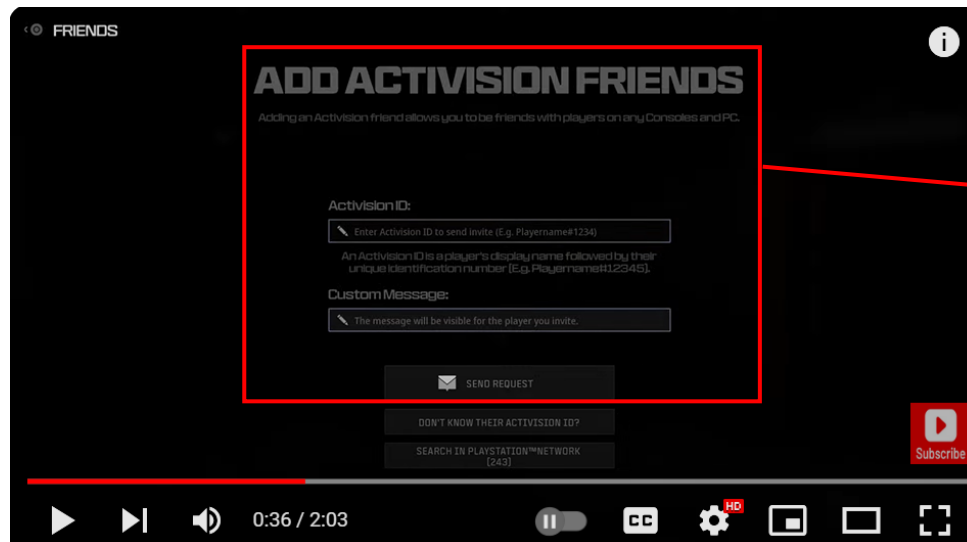 FRIENDS
ADD ACTIVISION FRIENDS
Adding an Activision friend allows you to be friends with players on any Consoles and PC.
Activision ID:
Enter Activision ID to send invite (E.g. Playername#1234)
An Activision ID is a player's display name followed by their
unique identification number (E.g. Playername#12345).
Custom Message:
The message will be visible for the player you invite.
SEND REQUEST
DON'T KNOW THEIR ACTIVISION ID?
SEARCH IN PLAYSTATION™NETWORK
[243]
Subscribe
0:36 / 2:03
CC
HD